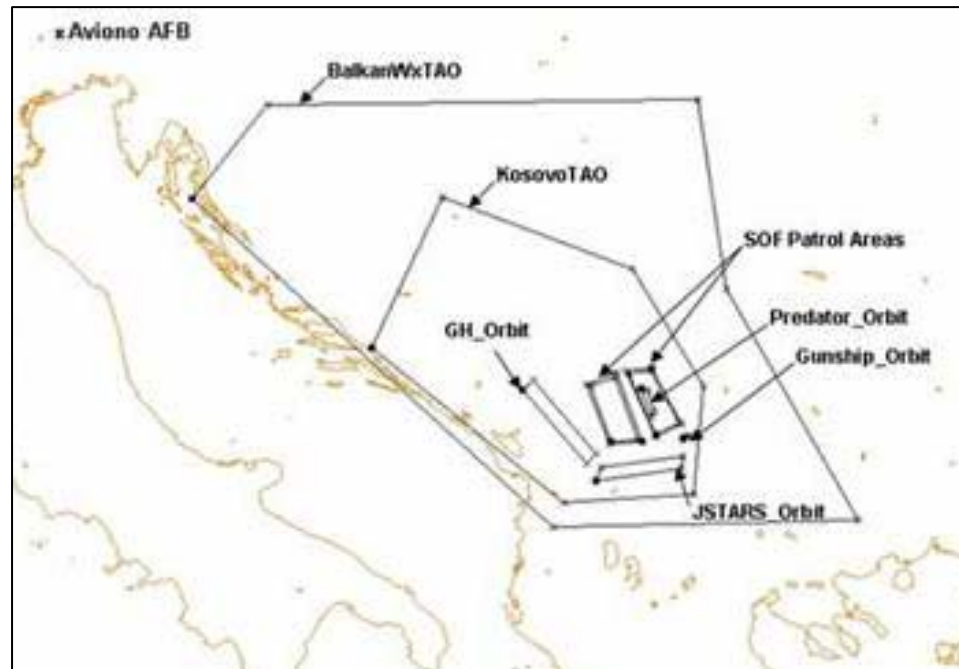 Aviono AFB
BalkanWxTAO
KosovoTAO
SOF Patrol Areas
Predator_Orbit
GH_Orbit
Gunship_Orbit
JSTARS_Orbit